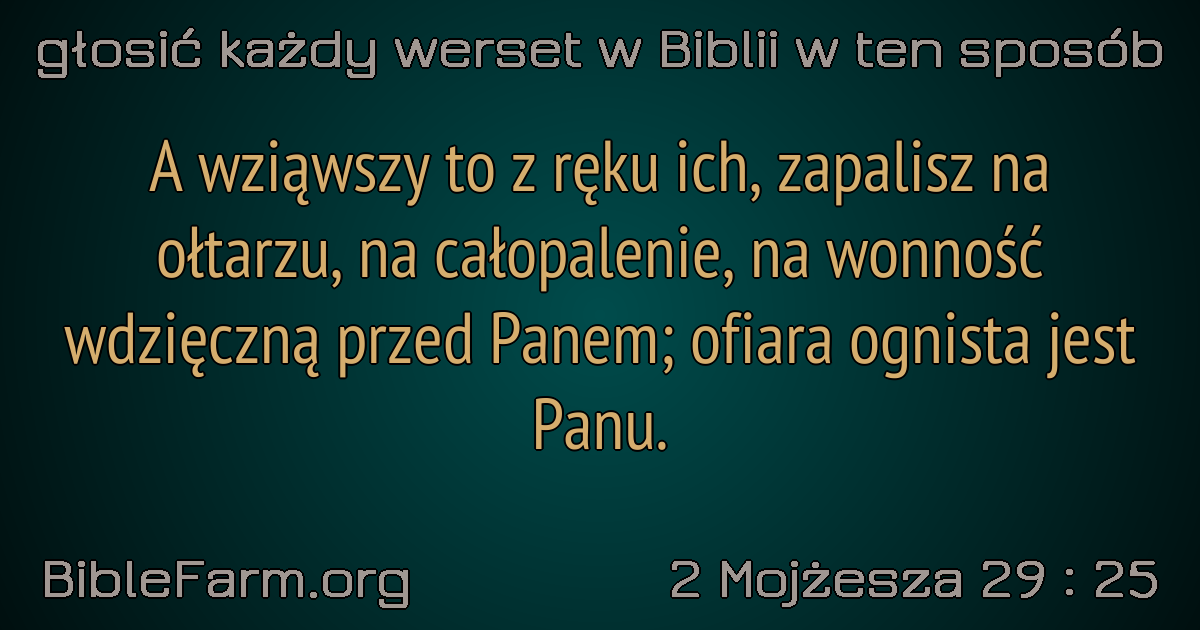 głosić każdy werset w Biblii w ten sposób
A wziąwszy to z ręku ich, zapalisz na
ołtarzu, na całopalenie, na wonność
wdzięczną przed Panem; ofiara ognista jest
Panu.
BibleFarm.org
2 Mojżesza 29 : 25